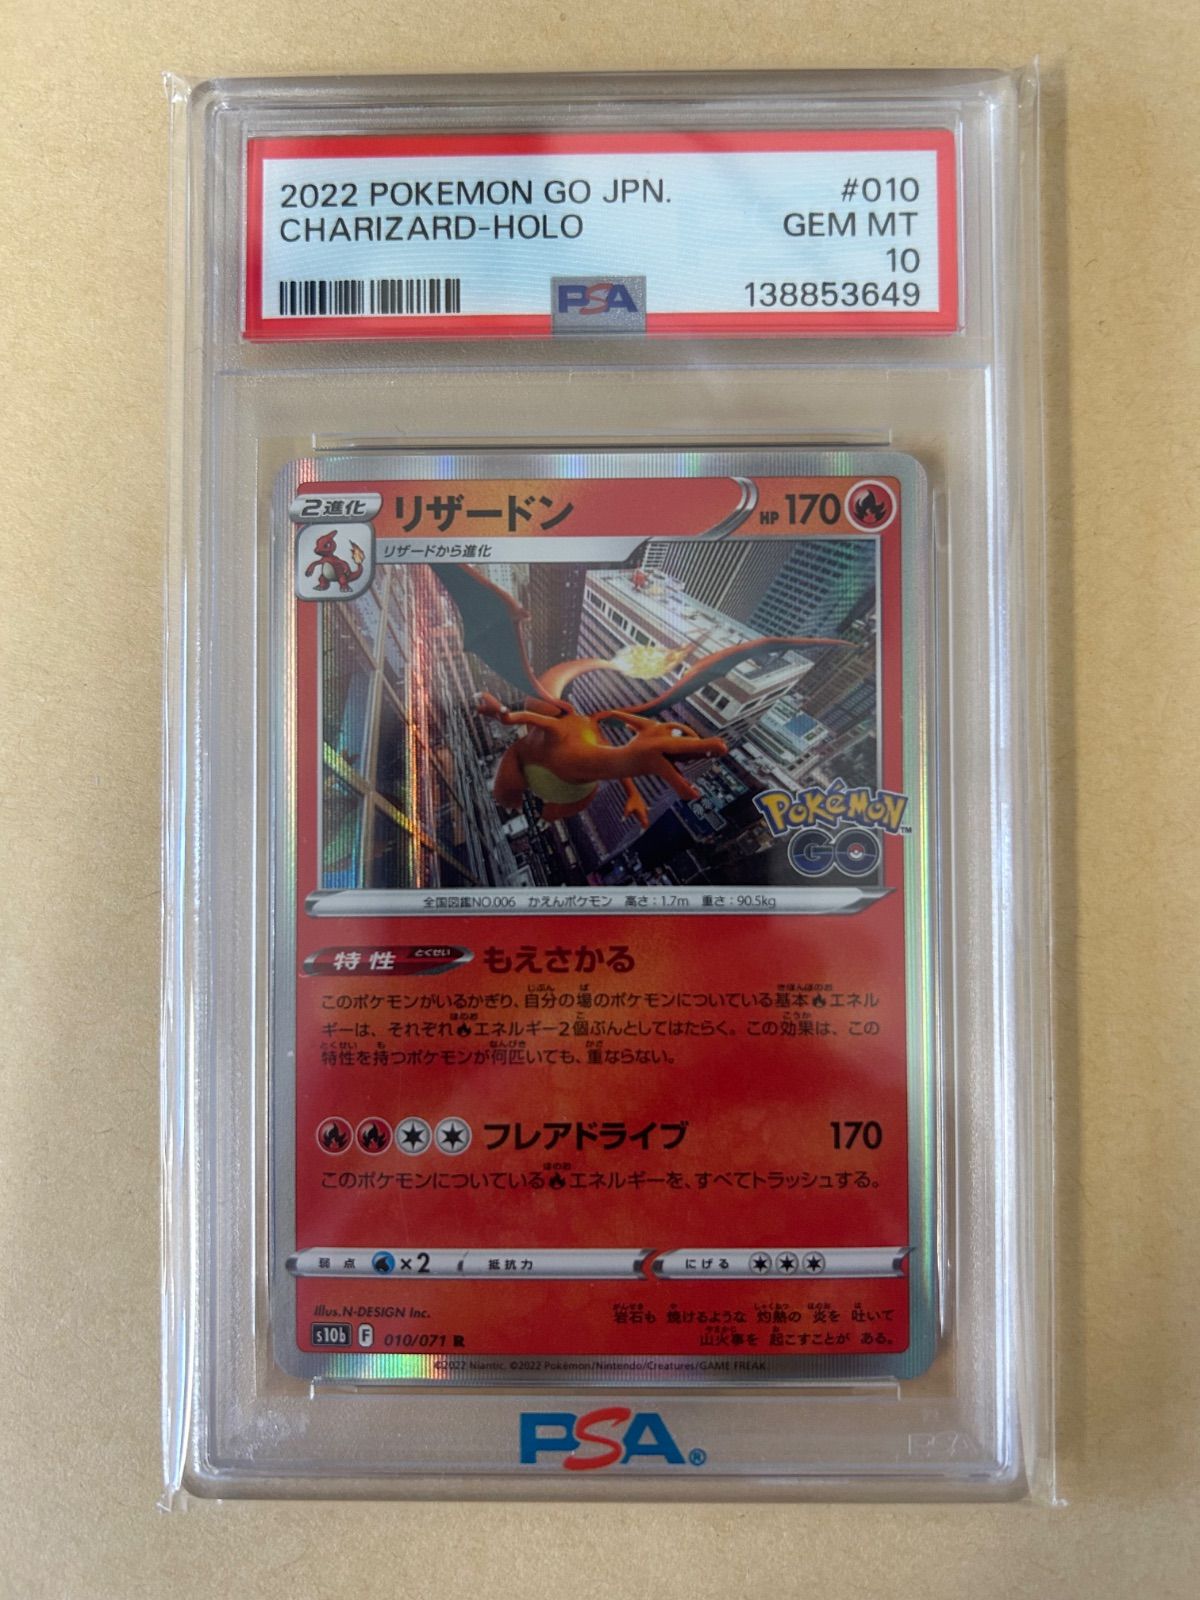 2022 POKEMON GO JPN. #010
CHARIZARD-HOLO GEM MT
10
PSA 138853649
2進化 リザードン HP 170
リザードから進化
POKéMON™
GO
全国図鑑NO.006 かえんポケモン 高さ:1.7m 重さ:90.5kg
特性 とくせい もえさかる
このポケモンがいるかぎり、自分の場のポケモンについている基本エネル
ギーは、それぞれエネルギー2個ぶんとしてはたらく。この効果は、この
特性を持つポケモンが何匹いても、重ならない。
フレアドライブ 170
このポケモンについているエネルギーを、すべてトラッシュする。
弱点 ×2 抵抗力 にげる
Illus.N-DESIGN Inc.
岩石も 焼けるような 灼熱の 炎を 吐いて
山火事を 起こすことが ある。
s10b F 010/071 R
©2022 Niantic. ©2022 Pokémon/Nintendo/Creatures/GAME FREAK.
PSA®